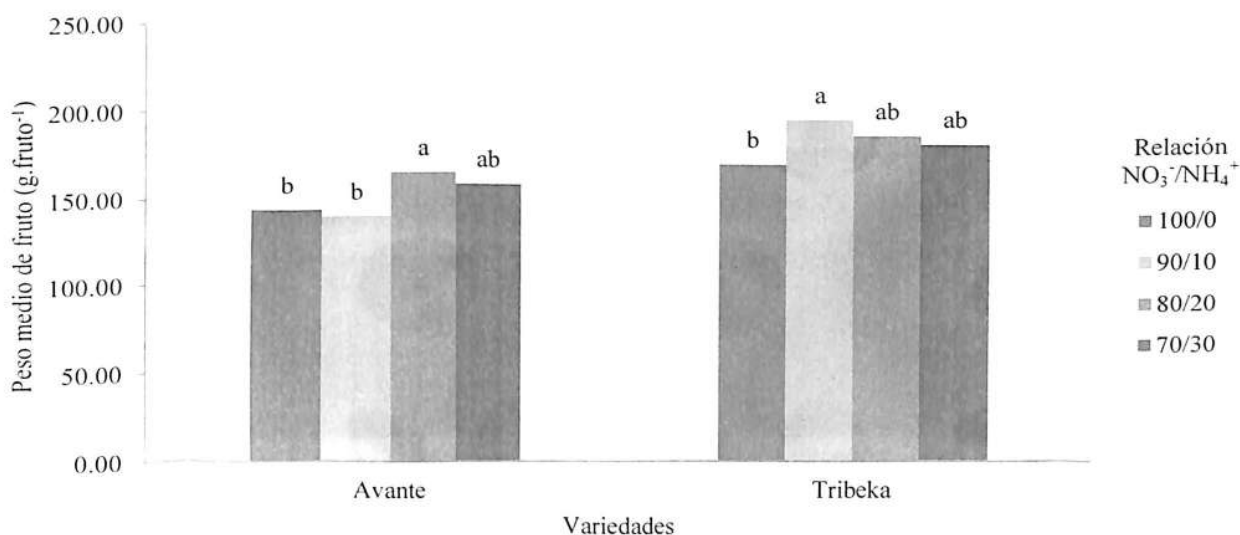 250.00
200.00
150.00
100.00
50.00
0.00
Peso medio de fruto (g.fruto⁻¹)
b
b
a
ab
b
a
ab
ab
Avante
Tribeka
Variedades
Relación
NO₃⁻/NH₄⁺
100/0
90/10
80/20
70/30